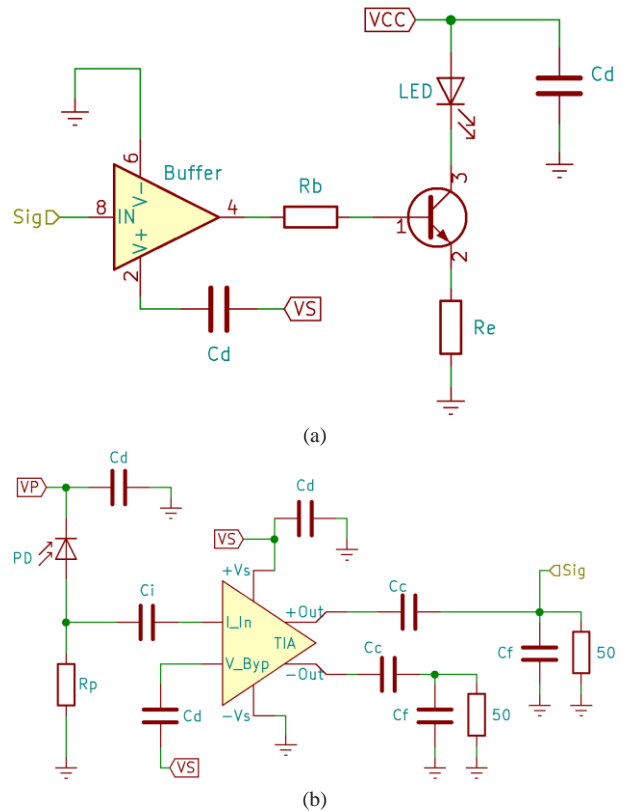 VCC
LED
Cd
6
Buffer
V-
Sig
8
IN
4
V+
2
Rb
3
1
2
Cd
VS
Re
(a)
Cd
VP
Cd
VS
PD
+Vs
Sig
Ci
Cc
I_In
+Out
TIA
Cc
V_Byp
-Out
Cf
50
Rp
Cd
-Vs
Cf
50
VS
(b)